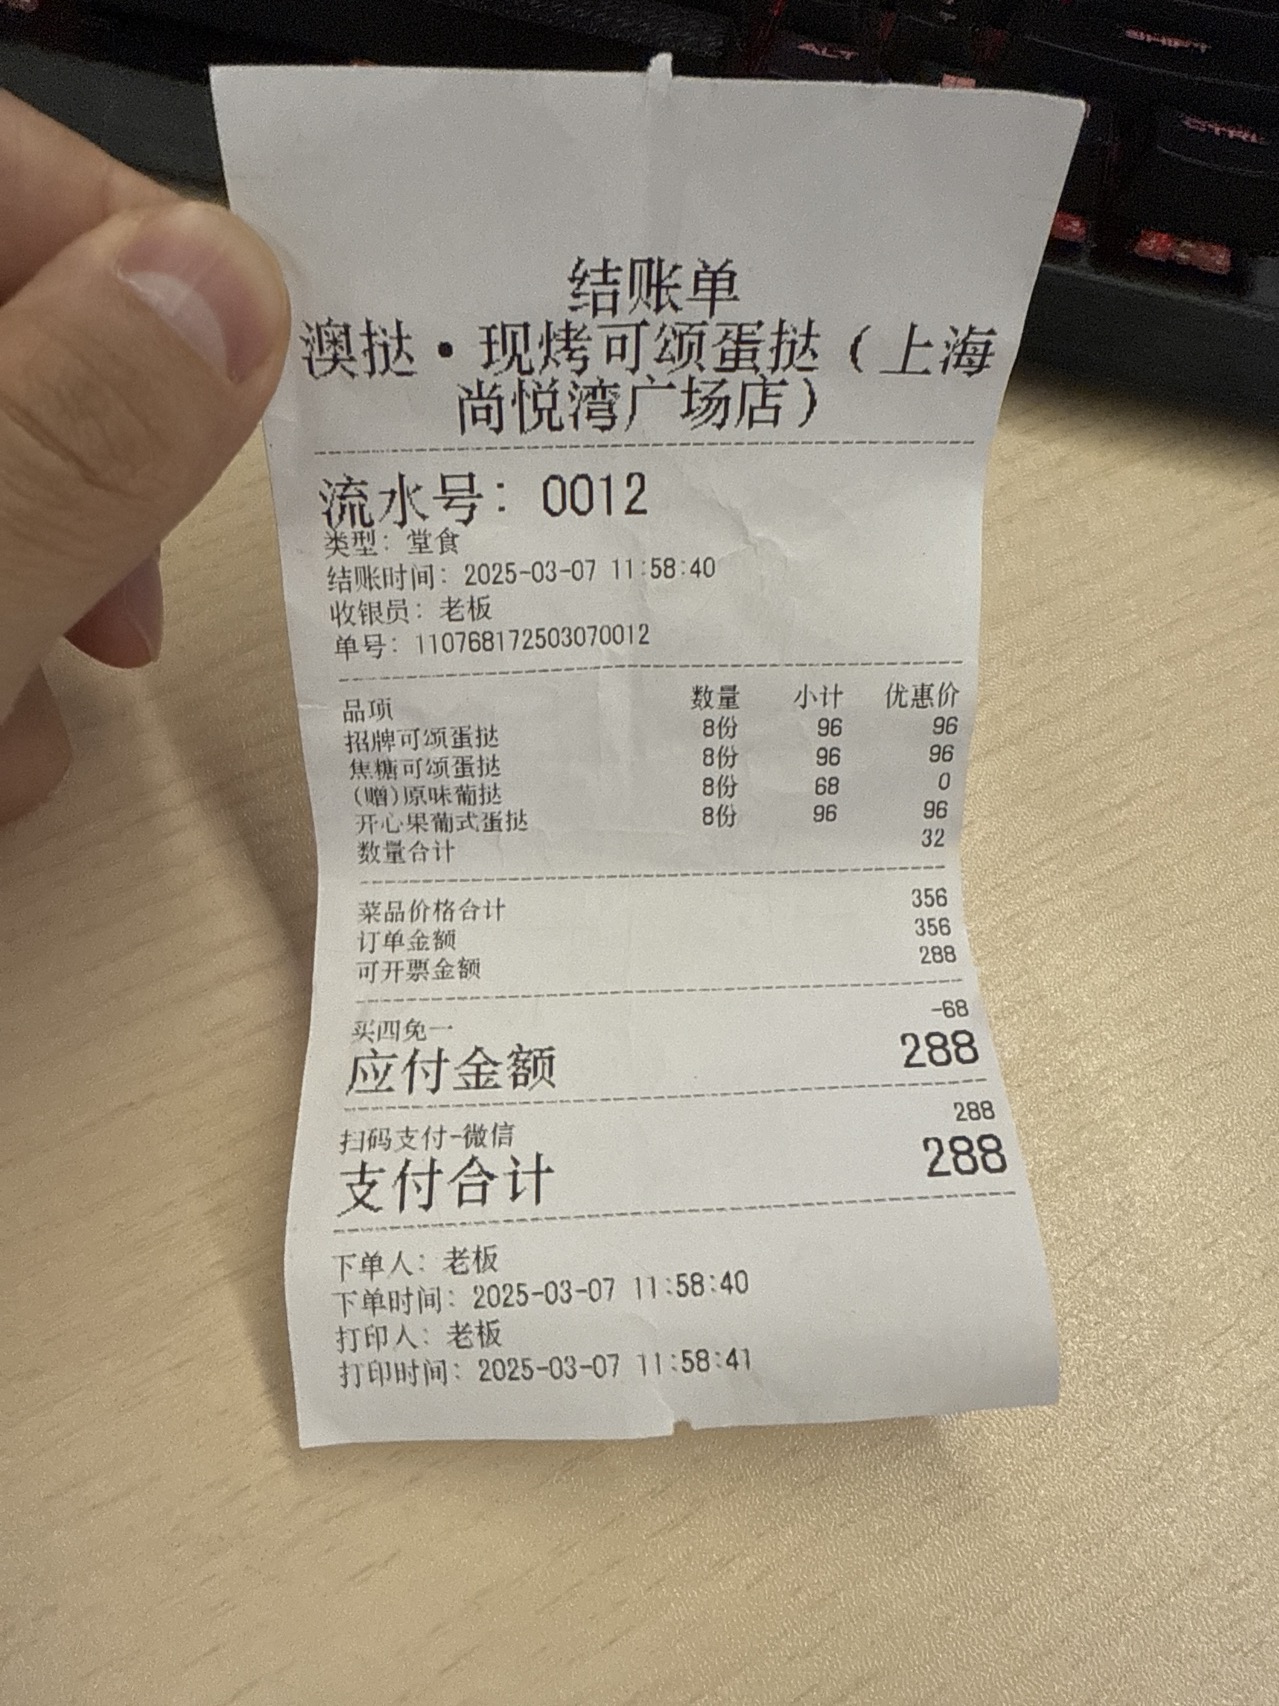 ALT
SHIFT
CTRL
结账单
澳挞·现烤可颂蛋挞（上海
尚悦湾广场店）
流水号：0012
类型：堂食
结账时间：2025-03-07 11:58:40
收银员：老板
单号：110768172503070012
品项 数量 小计 优惠价
招牌可颂蛋挞 8份 96 96
焦糖可颂蛋挞 8份 96 96
(赠)原味葡挞 8份 68 0
开心果葡式蛋挞 8份 96 96
数量合计 32
菜品价格合计 356
订单金额 356
可开票金额 288
买四免一 -68
应付金额 288
扫码支付-微信 288
支付合计 288
下单人：老板
下单时间：2025-03-07 11:58:40
打印人：老板
打印时间：2025-03-07 11:58:41